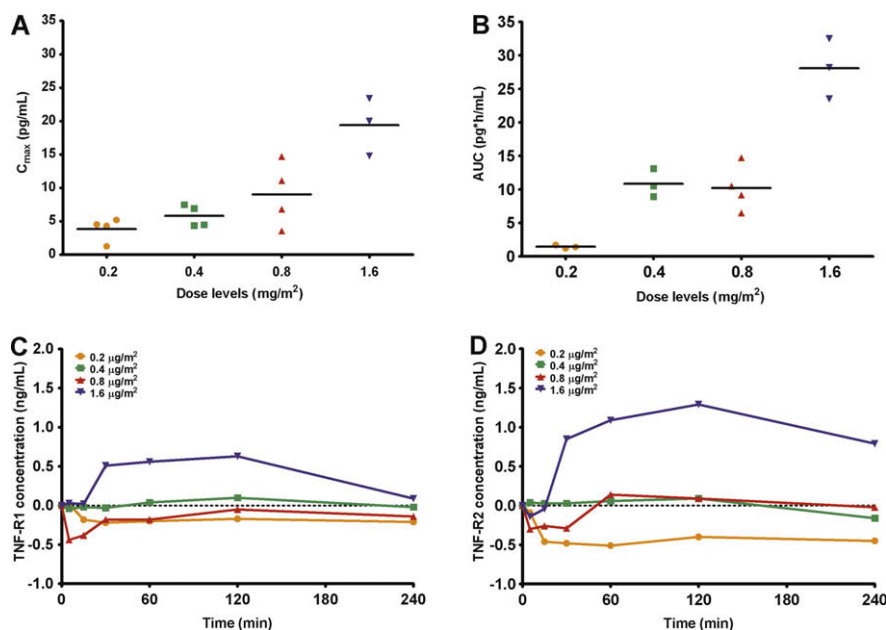 A
35
30
25
20
15
10
5
0
Cmax (pg/mL)
0.2 0.4 0.8 1.6
Dose levels (mg/m²)
B
35
30
25
20
15
10
5
0
AUC (pg*h/mL)
0.2 0.4 0.8 1.6
Dose levels (mg/m²)
C
2.0
1.5
1.0
0.5
0.0
-0.5
-1.0
TNF-R1 concentration (ng/mL)
0.2 µg/m²
0.4 µg/m²
0.8 µg/m²
1.6 µg/m²
0 60 120 180 240
Time (min)
D
2.0
1.5
1.0
0.5
0.0
-0.5
-1.0
TNF-R2 concentration (ng/mL)
0.2 µg/m²
0.4 µg/m²
0.8 µg/m²
1.6 µg/m²
0 60 120 180 240
Time (min)